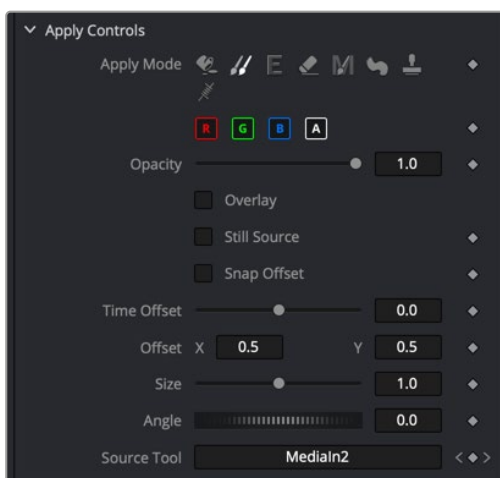 Apply Controls
Apply Mode E M
R G B A
Opacity 1.0
Overlay
Still Source
Snap Offset
Time Offset 0.0
Offset X 0.5 Y 0.5
Size 1.0
Angle 0.0
Source Tool MediaIn2